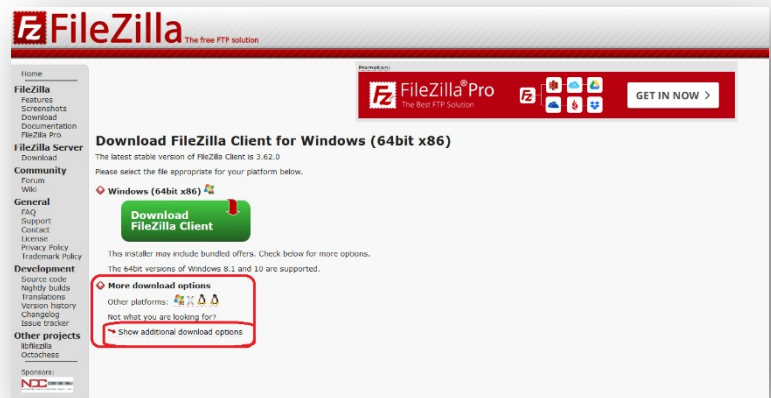 FileZilla The free FTP solution
Home
FileZilla
Features
Screenshots
Download
Documentation
FileZilla Pro
FileZilla Server
Download
Community
Forum
Wiki
General
FAQ
Support
Contact
License
Privacy Policy
Trademark Policy
Development
Source code
Nightly builds
Translations
Version history
Changelog
Issue tracker
Other projects
libfilezilla
Octochess
Sponsors:
NDC
Promotion:
FileZilla®Pro
The Best FTP Solution
GET IN NOW >
Download FileZilla Client for Windows (64bit x86)
The latest stable version of FileZilla Client is 3.62.0
Please select the file appropriate for your platform below.
Windows (64bit x86)
Download
FileZilla Client
This installer may include bundled offers. Check below for more options.
The 64bit versions of Windows 8.1 and 10 are supported.
More download options
Other platforms:
Not what you are looking for?
Show additional download options